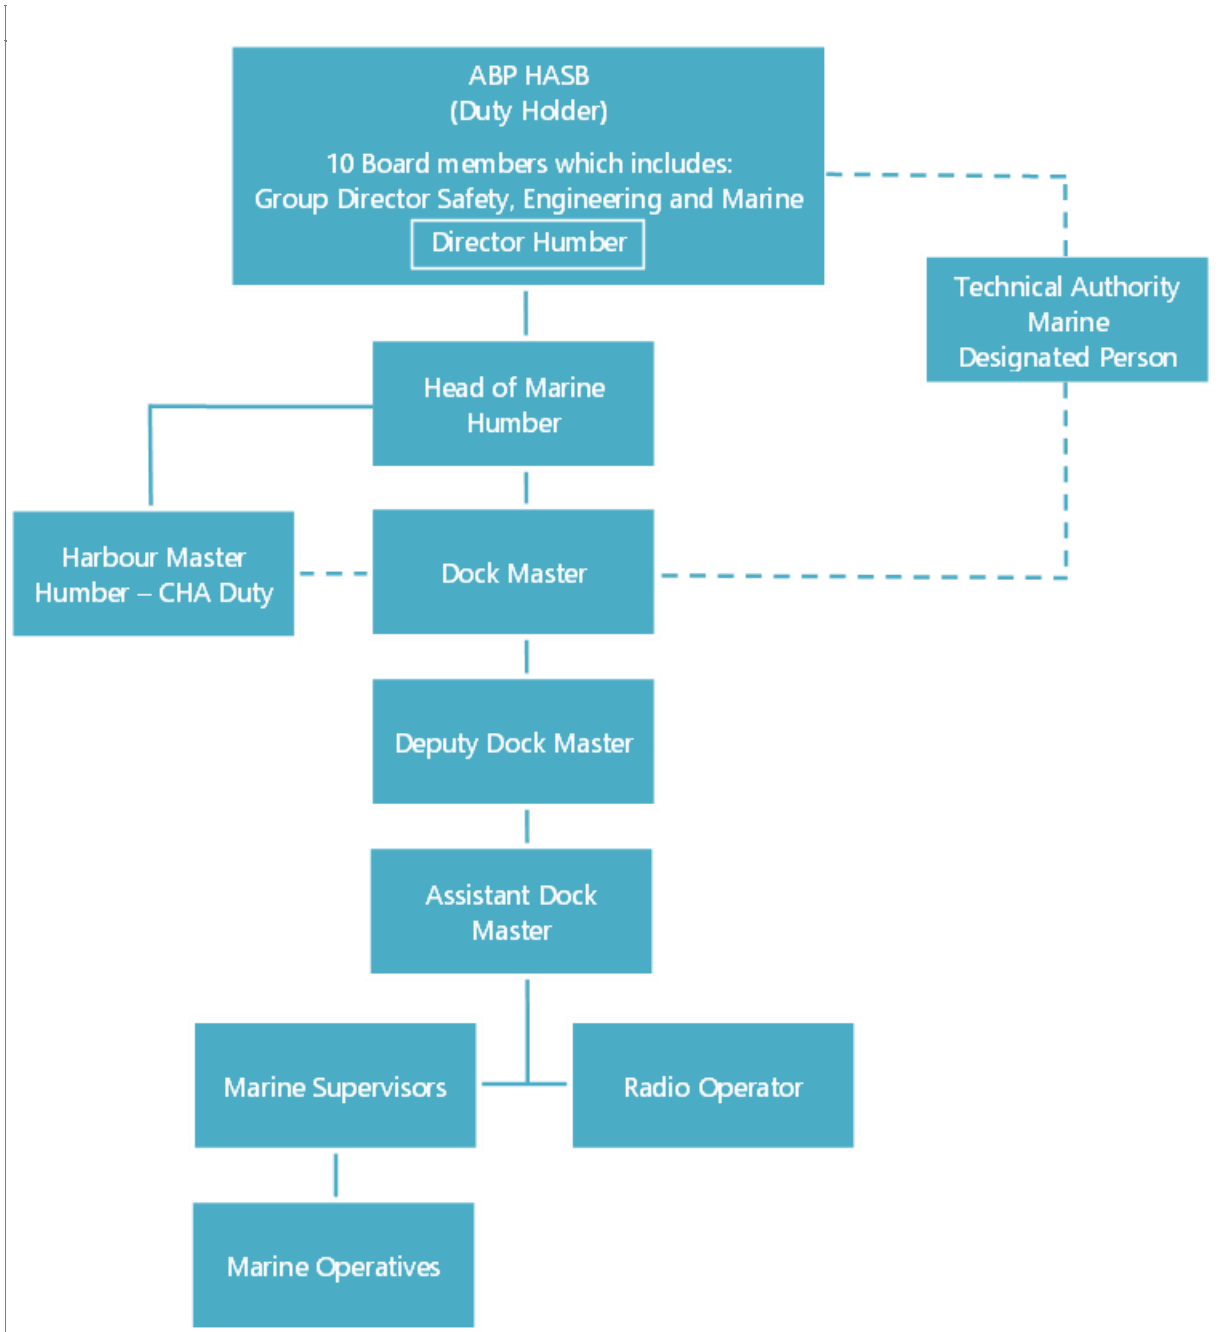 ABP HASB
(Duty Holder)
10 Board members which includes:
Group Director Safety, Engineering and Marine
Director Humber
Technical Authority
Marine
Designated Person
Head of Marine
Humber
Harbour Master
Humber – CHA Duty
Dock Master
Deputy Dock Master
Assistant Dock
Master
Marine Supervisors
Radio Operator
Marine Operatives